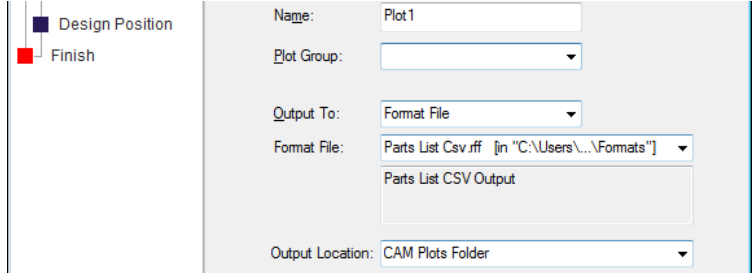 Design Position
Finish
Name: Plot1
Plot Group:
Output To: Format File
Format File: Parts List Csv.rff [in "C:\Users\...\Formats"]
Parts List CSV Output
Output Location: CAM Plots Folder